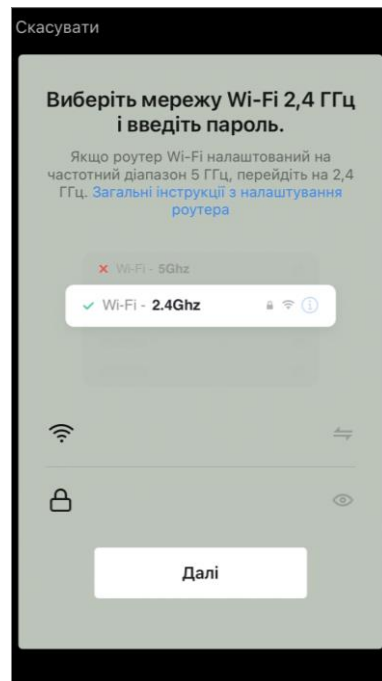 Скасувати
Виберіть мережу Wi-Fi 2,4 ГГц
і введіть пароль.
Якщо роутер Wi-Fi налаштований на
частотний діапазон 5 ГГц, перейдіть на 2,4
ГГц. Загальні інструкції з налаштування
роутера
Wi-Fi - 5Ghz
Wi-Fi - 2.4Ghz
Далі